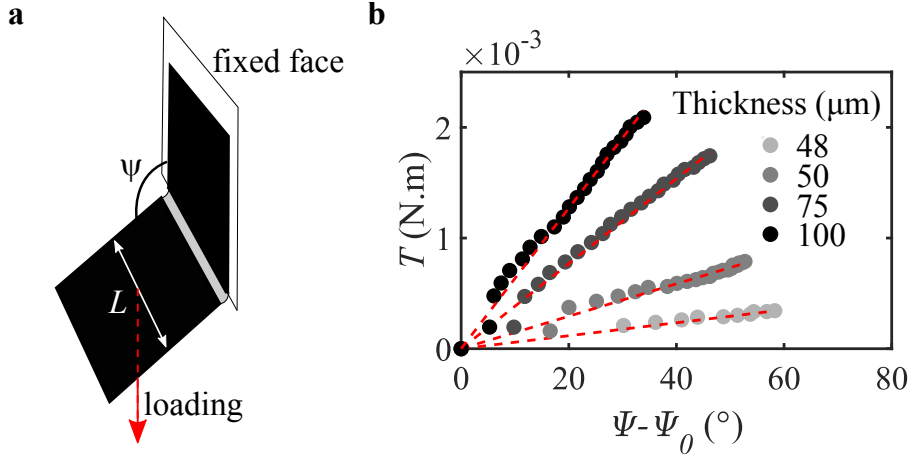 a
fixed face
ψ
L
loading
b
×10⁻³
Thickness (μm)
48
50
75
100
T (N.m)
2
1
0
0
20
40
60
80
Ψ-Ψ₀ (°)